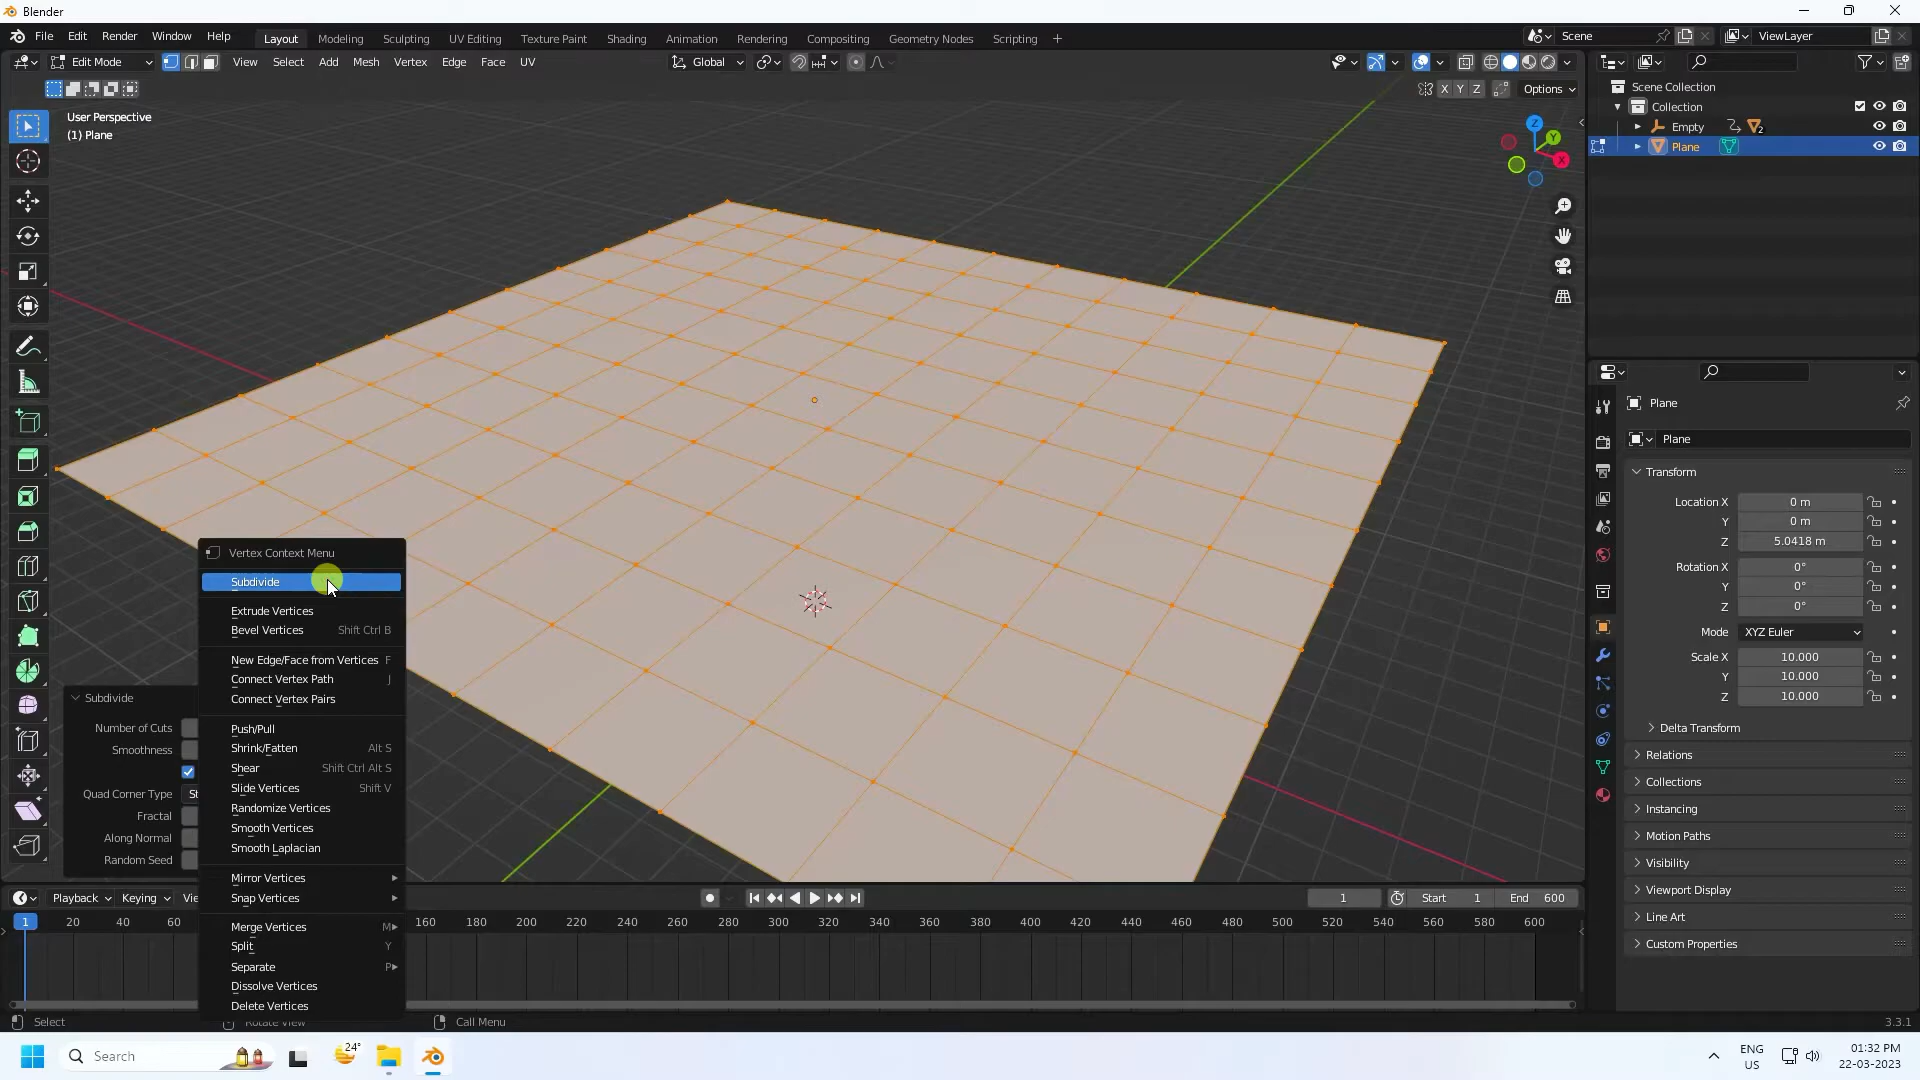 Blender
File Edit Render Window Help
Layout Modeling Sculpting UV Editing Texture Paint Shading Animation Rendering Compositing Geometry Nodes Scripting +
Scene
ViewLayer
Edit Mode
View Select Add Mesh Vertex Edge Face UV
Global
X Y Z
Options
User Perspective
(1) Plane
Z
Y
X
Scene Collection
Collection
Empty
2
Plane
Plane
Plane
Transform
Location X 0 m
Y 0 m
Z 5.0418 m
Rotation X 0°
Y 0°
Z 0°
Mode XYZ Euler
Scale X 10.000
Y 10.000
Z 10.000
Delta Transform
Relations
Collections
Instancing
Motion Paths
Visibility
Viewport Display
Line Art
Custom Properties
Vertex Context Menu
Subdivide
Extrude Vertices
Bevel Vertices Shift Ctrl B
New Edge/Face from Vertices F
Connect Vertex Path J
Connect Vertex Pairs
Push/Pull
Shrink/Fatten Alt S
Shear Shift Ctrl Alt S
Slide Vertices Shift V
Randomize Vertices
Smooth Vertices
Smooth Laplacian
Mirror Vertices
Snap Vertices
Merge Vertices M
Split Y
Separate P
Dissolve Vertices
Delete Vertices
Subdivide
Number of Cuts
Smoothness
Quad Corner Type St
Fractal
Along Normal
Random Seed
Playback Keying Vi
1 Start 1 End 600
1 20 40 60 160 180 200 220 240 260 280 300 320 340 360 380 400 420 440 460 480 500 520 540 560 580 600
Select Rotate View Call Menu
3.3.1
Search
24°
ENG
US
01:32 PM
22-03-2023